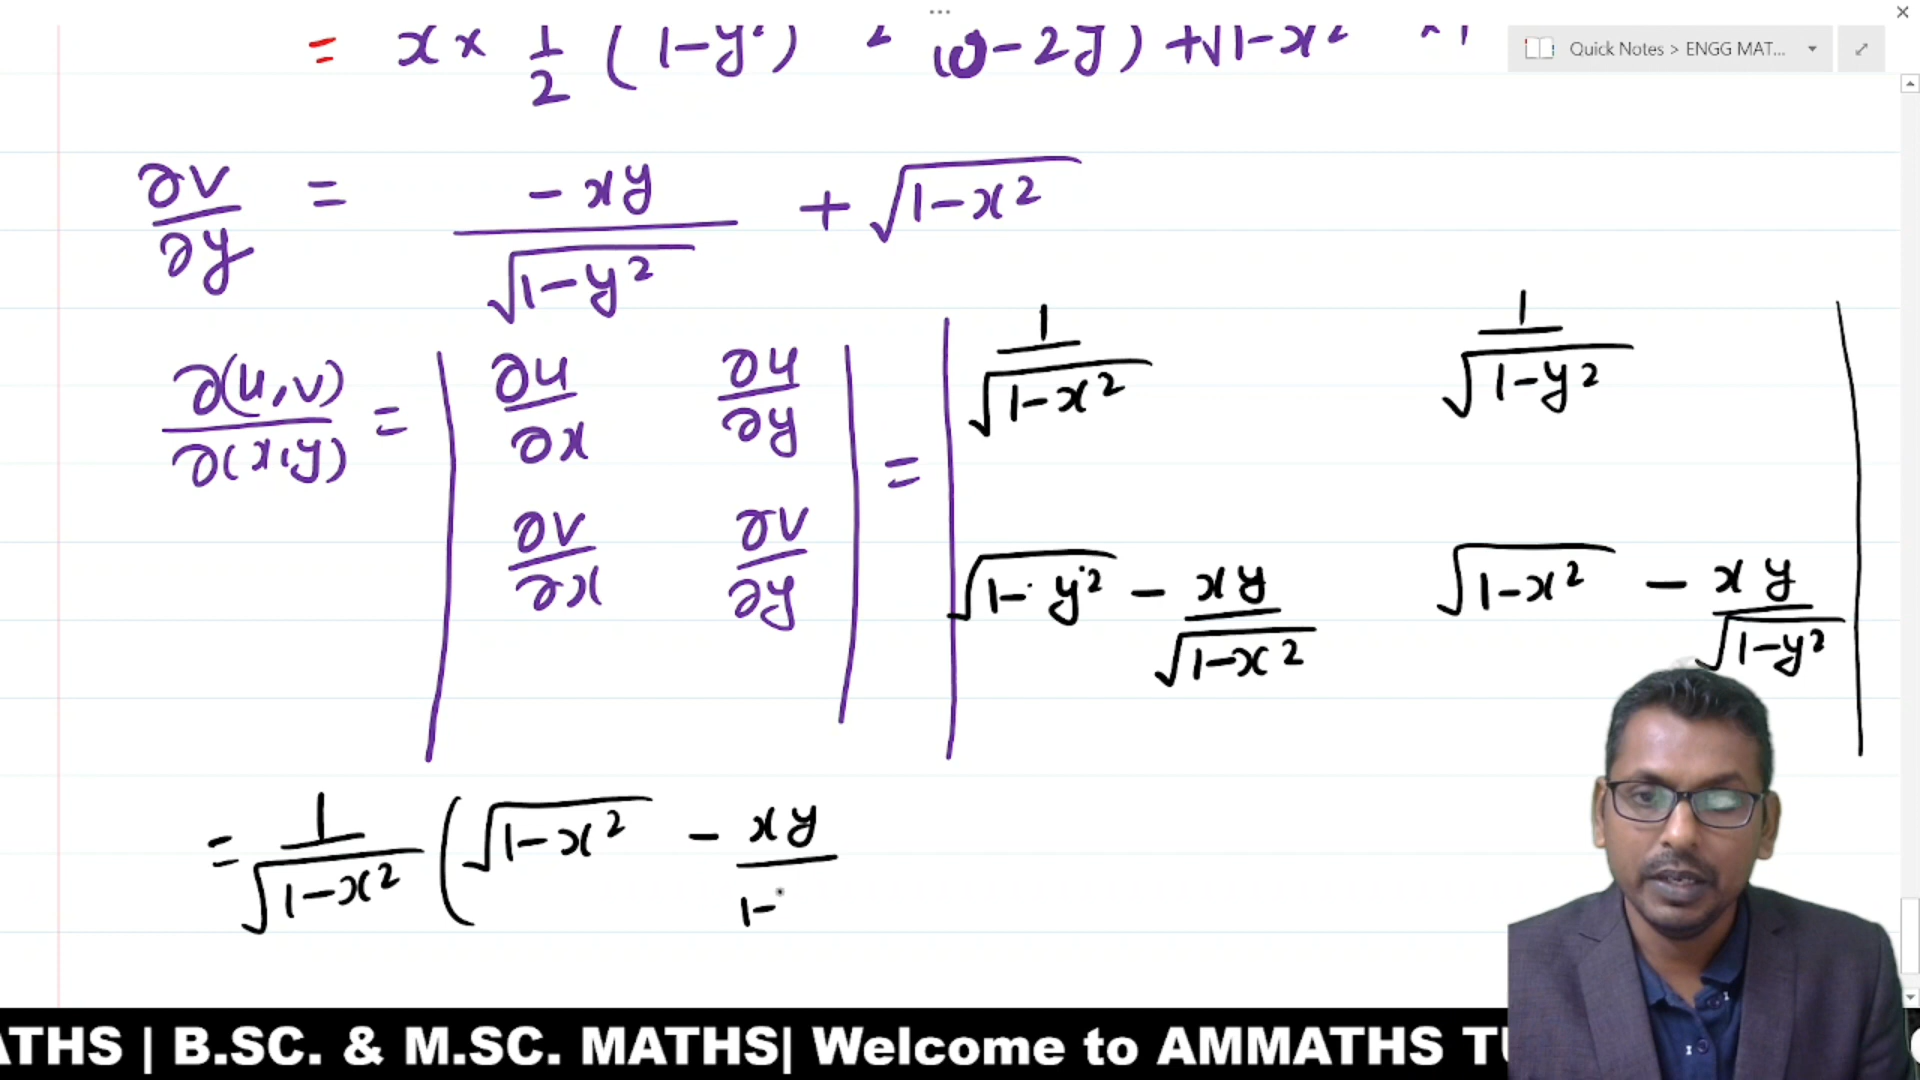 = x × 1/2 (1-y²) (0-2y) + √1-x² × 1
Quick Notes > ENGG MAT...
∂v/∂y = -xy/√(1-y²) + √(1-x²)
∂(u,v)/∂(x,y) = | ∂u/∂x ∂u/∂y | = | 1/√(1-x²) 1/√(1-y²) |
| ∂v/∂x ∂v/∂y | | √(1-y²) - xy/√(1-x²) √(1-x²) - xy/√(1-y²) |
= 1/√(1-x²) ( √(1-x²) - xy/1-
ATHS | B.SC. & M.SC. MATHS| Welcome to AMMATHS